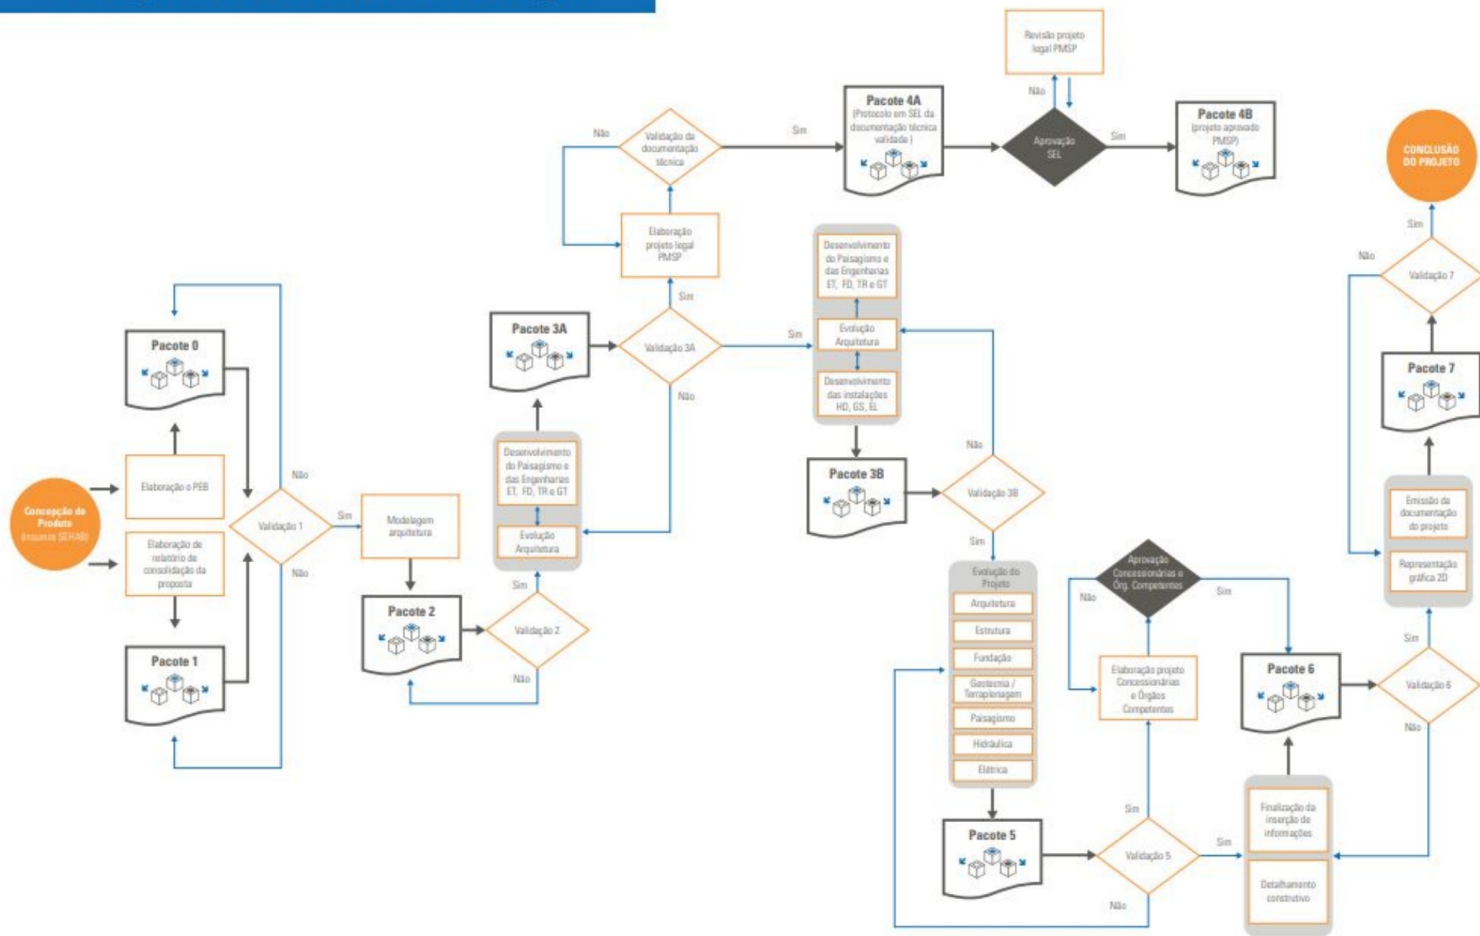 Concepção do
Produto
(insumos SEHAB)
Elaboração o PEB
Elaboração de
relatório de
consolidação da
proposta
Pacote 0
Pacote 1
Não
Validação 1
Não
Sim
Modelagem
arquitetura
Pacote 2
Validação 2
Sim
Não
Desenvolvimento
do Paisagismo e
das Engenharias
ET, FD, TR e GT
Evolução
Arquitetura
Pacote 3A
Validação 3A
Sim
Sim
Não
Elaboração
projeto legal
PMSP
Validação da
documentação
técnica
Não
Sim
Pacote 4A
(Protocolo em SEL da
documentação técnica
validade )
Aprovação
SEL
Não
Revisão projeto
legal PMSP
Sim
Pacote 4B
(projeto aprovado
PMSP)
Desenvolvimento
do Paisagismo e
das Engenharias
ET, FD, TR e GT
Evolução
Arquitetura
Desenvolvimento
das instalações
HD, GS, EL
Pacote 3B
Validação 3B
Não
Sim
Evolução do
Projeto
Arquitetura
Estrutura
Fundação
Geotecnia /
Terraplenagem
Paisagismo
Hidráulica
Elétrica
Pacote 5
Validação 5
Não
Sim
Sim
Elaboração projeto
Concessionárias
e Órgãos
Competentes
Aprovação
Concessionárias e
Órg. Competentes
Não
Sim
Finalização da
inserção de
informações
Detalhamento
construtivo
Pacote 6
Validação 6
Não
Sim
Emissão da
documentação
do projeto
Representação
gráfica 2D
Pacote 7
Validação 7
Não
Sim
CONCLUSÃO
DO PROJETO